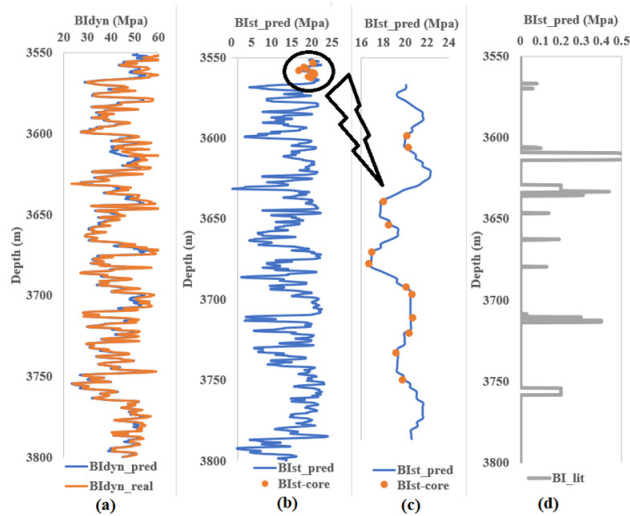 BIdyn (Mpa)
20 30 40 50 60
3550
3600
3650
3700
3750
3800
Depth (m)
BIdyn_pred
BIdyn_real
(a)
BIst_pred (Mpa)
0 10 20 30
3550
3600
3650
3700
3750
3800
Depth (m)
BIst_pred
BIst-core
(b)
BIst_pred (Mpa)
16 18 20 22 24
BIst_pred
BIst-core
(c)
BIst_pred (Mpa)
0 0.1 0.2 0.3 0.4 0.5
3550
3600
3650
3700
3750
3800
Depth (m)
BI_lit
(d)